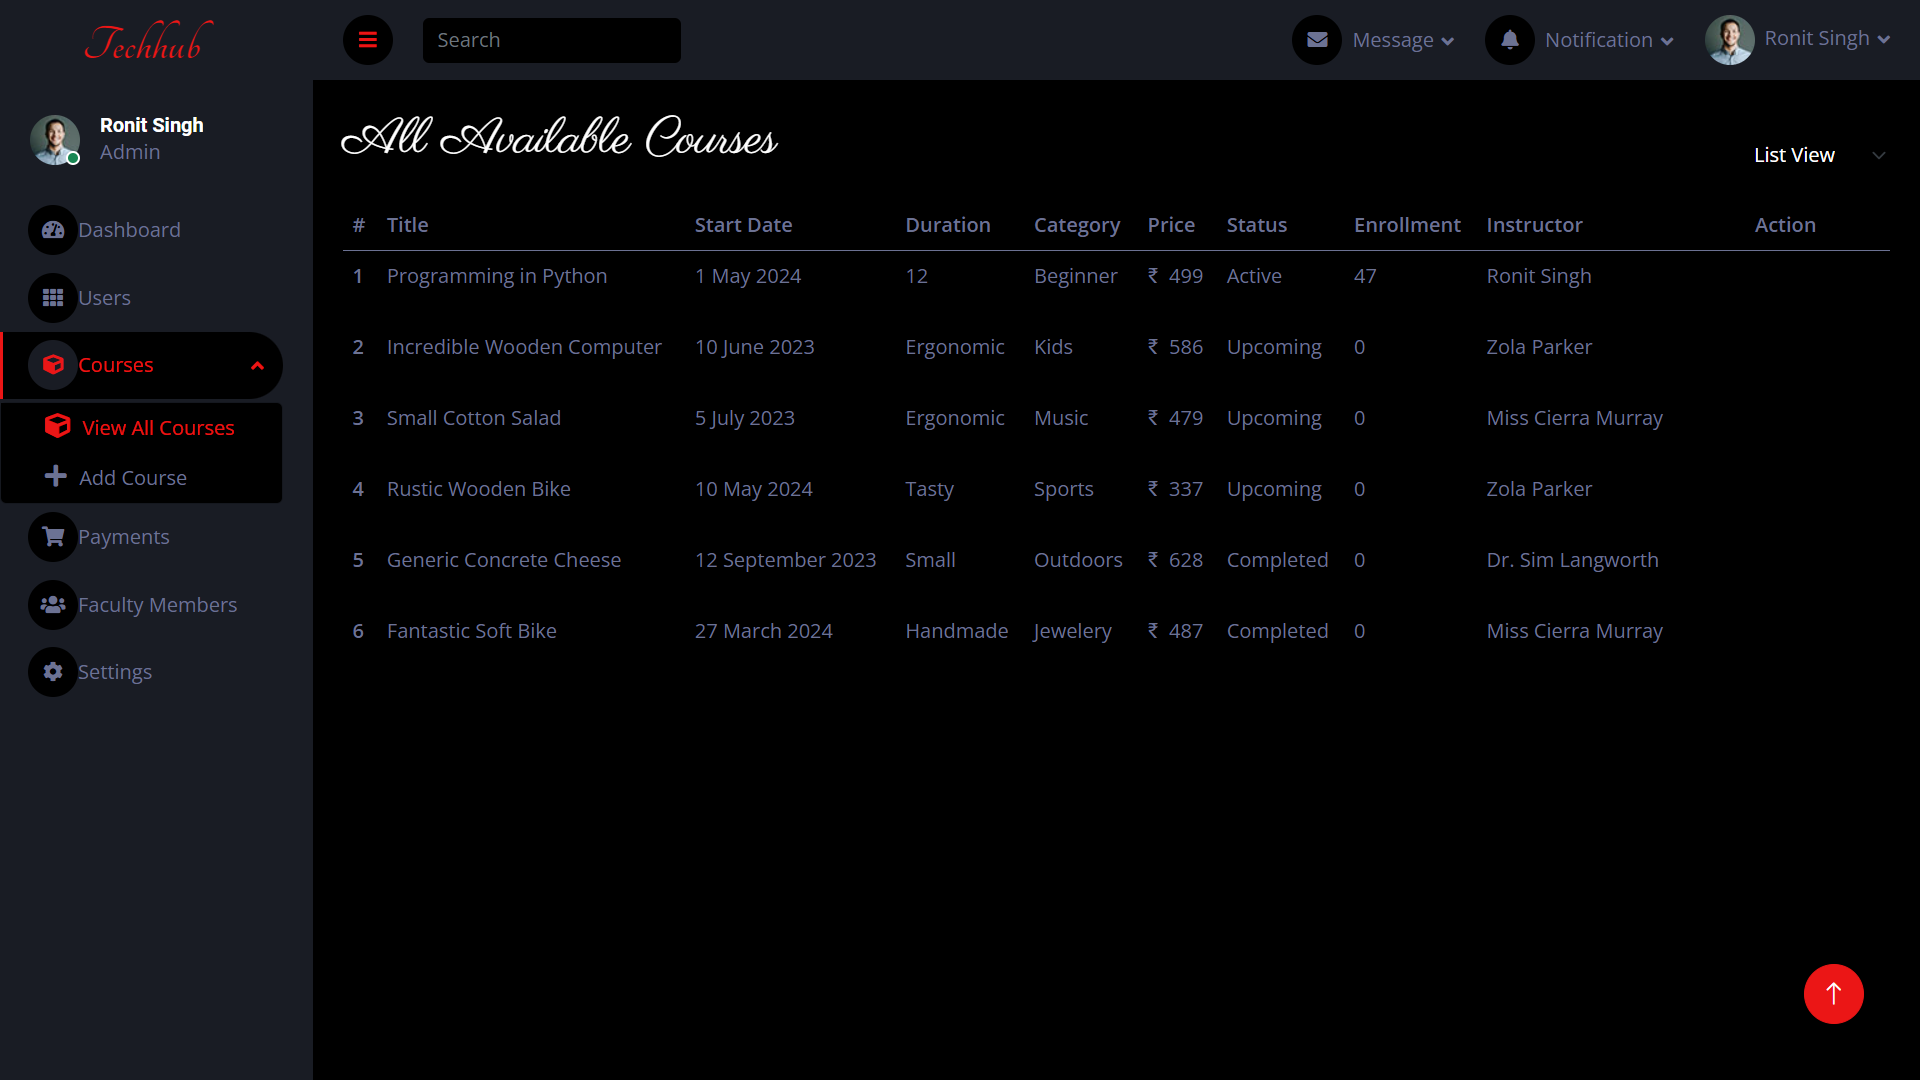 Techhub
Search
Message
Notification
Ronit Singh
Ronit Singh
Admin
Dashboard
Users
Courses
View All Courses
Add Course
Payments
Faculty Members
Settings
All Available Courses
List View
# Title Start Date Duration Category Price Status Enrollment Instructor Action
1 Programming in Python 1 May 2024 12 Beginner ₹ 499 Active 47 Ronit Singh
2 Incredible Wooden Computer 10 June 2023 Ergonomic Kids ₹ 586 Upcoming 0 Zola Parker
3 Small Cotton Salad 5 July 2023 Ergonomic Music ₹ 479 Upcoming 0 Miss Cierra Murray
4 Rustic Wooden Bike 10 May 2024 Tasty Sports ₹ 337 Upcoming 0 Zola Parker
5 Generic Concrete Cheese 12 September 2023 Small Outdoors ₹ 628 Completed 0 Dr. Sim Langworth
6 Fantastic Soft Bike 27 March 2024 Handmade Jewelery ₹ 487 Completed 0 Miss Cierra Murray